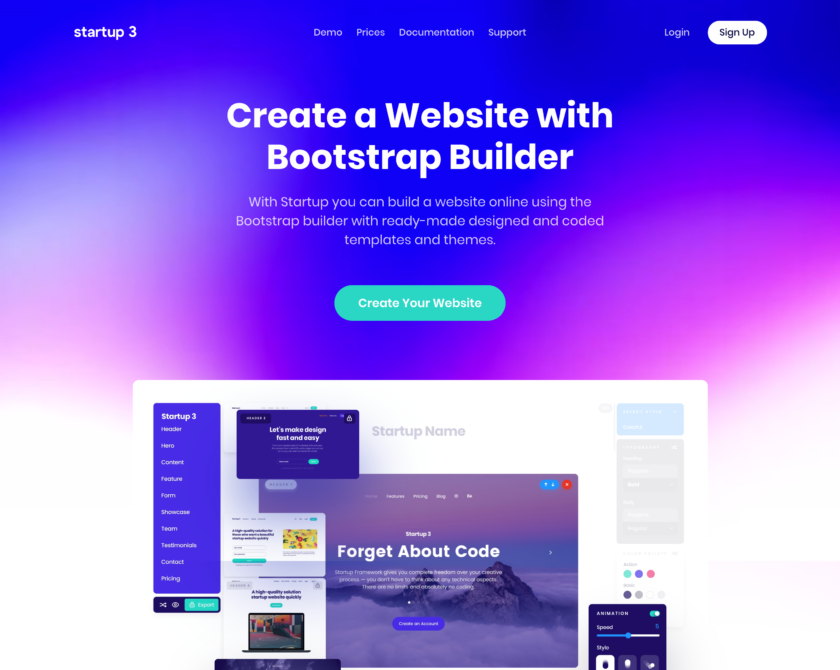 startup 3
Demo Prices Documentation Support
Login Sign Up
Create a Website with
Bootstrap Builder
With Startup you can build a website online using the
Bootstrap builder with ready-made designed and coded
templates and themes.
Create Your Website
Startup 3
Header
Hero
Content
Feature
Form
Showcase
Team
Testimonials
Contact
Pricing
Export
HEADER 3
Let's make design
fast and easy
Startup Name
HEADER 3
Features Pricing Blog
Startup 3
Forget About Code
Startup Framework gives you complete freedom over your creative
process — you don't have to think about any technical aspects.
There are no limits and absolutely no coding.
Create an Account
A high-quality solution
for those who want a beautiful
startup website quickly
A high-quality solution
startup website quickly
ANIMATION
Speed 5
Style